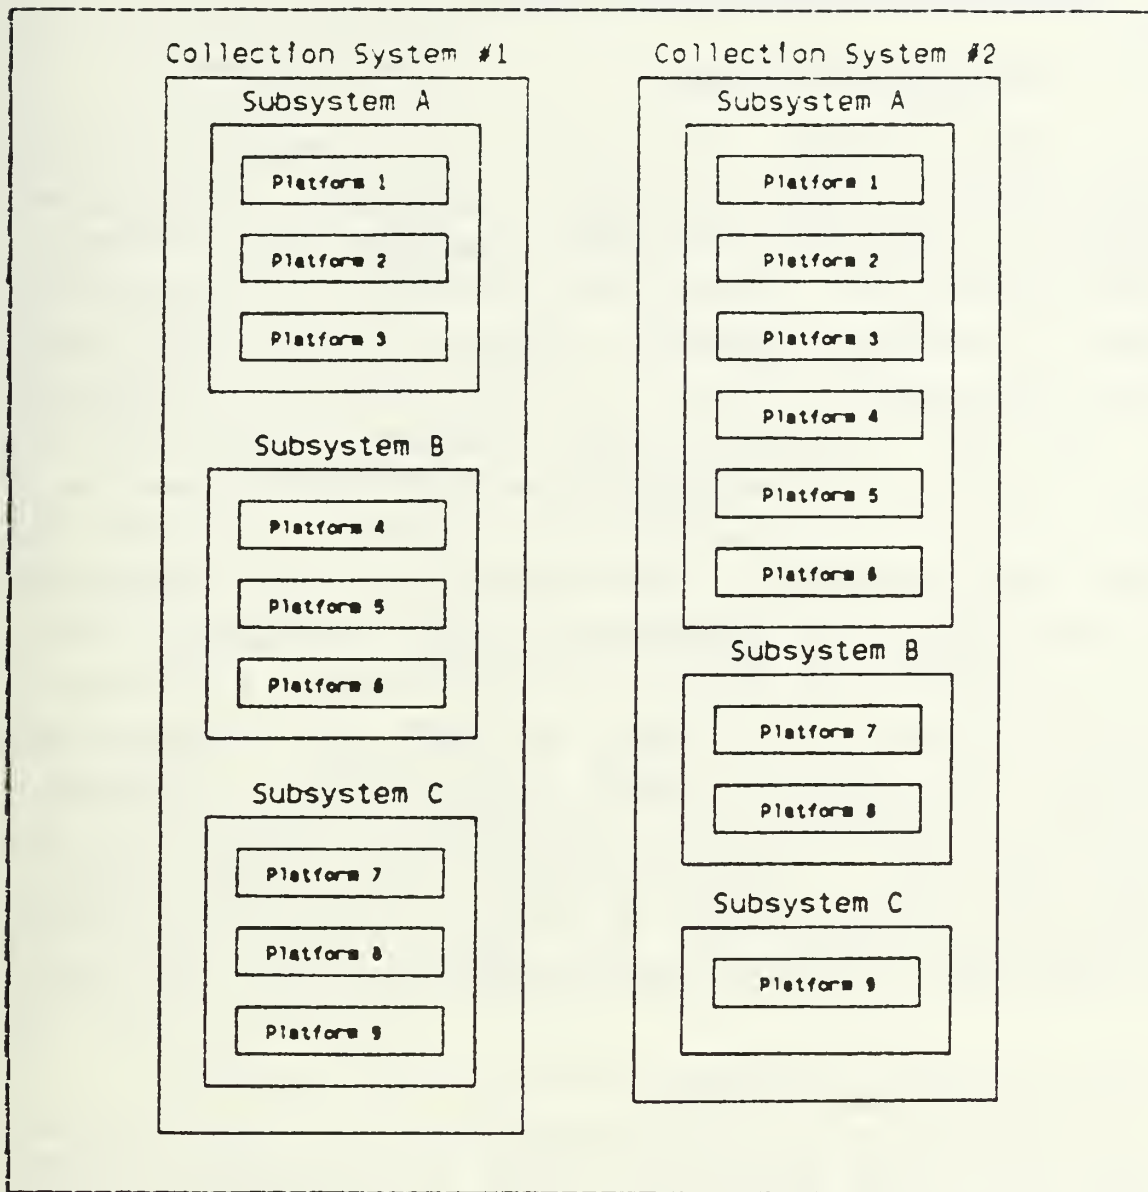 Collection System #1
Subsystem A
Platform 1
Platform 2
Platform 3
Subsystem B
Platform 4
Platform 5
Platform 6
Subsystem C
Platform 7
Platform 8
Platform 9
Collection System #2
Subsystem A
Platform 1
Platform 2
Platform 3
Platform 4
Platform 5
Platform 6
Subsystem B
Platform 7
Platform 8
Subsystem C
Platform 9